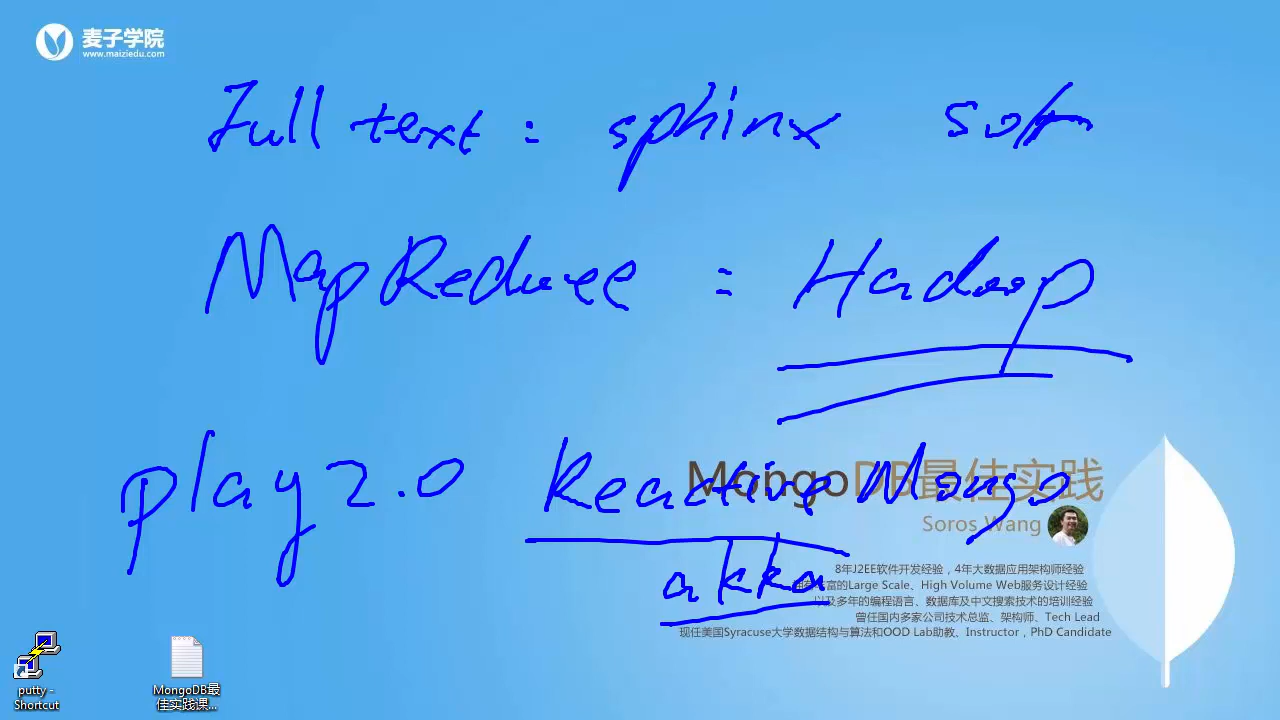 麦子学院
www.maiziedu.com
Full text : sphinx solr
MapReduce : Hadoop
play 2.0 Reactive Mongo
akka
MongoDB最佳实践
Soros Wang
8年J2EE软件开发经验，4年大数据应用架构师经验
富的Large Scale、High Volume Web服务设计经验
以及多年的编程语言、数据库及中文搜索技术的培训经验
曾任国内多家公司技术总监、架构师、Tech Lead
现任美国Syracuse大学数据结构与算法和OOD Lab助教、Instructor，PhD Candidate
putty -
Shortcut
MongoDB最
佳实践课...